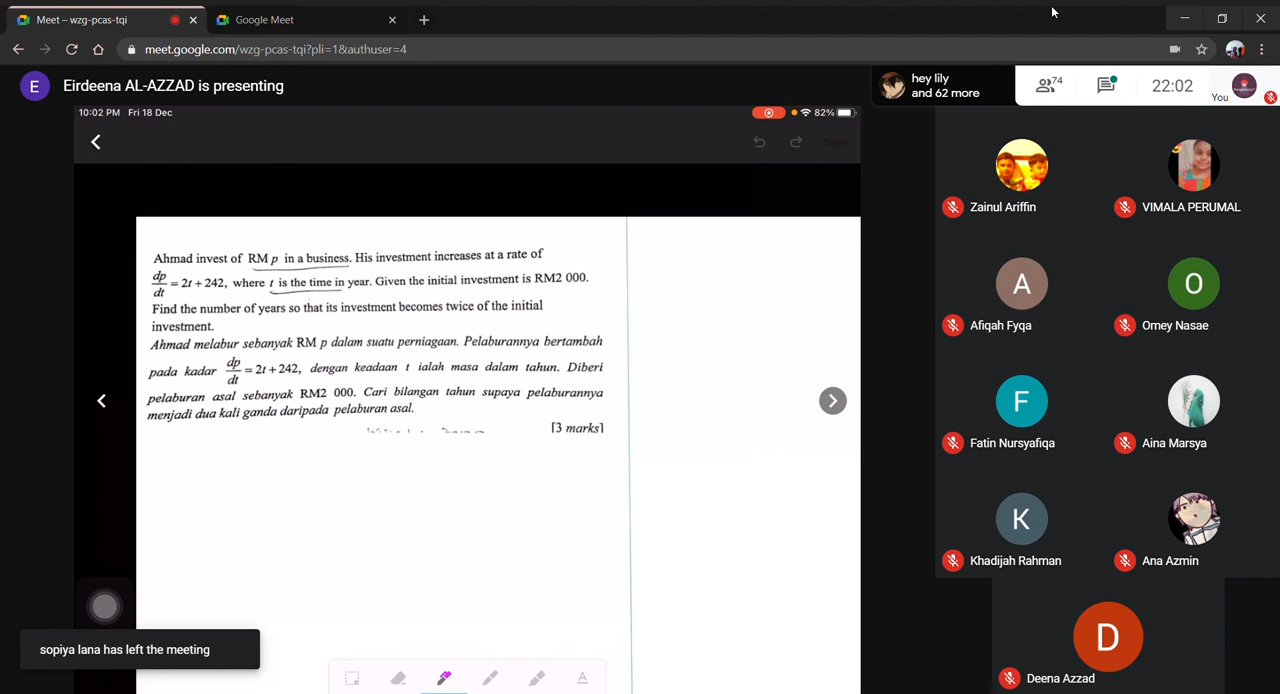 Meet – wzg-pcas-tqi
Google Meet
meet.google.com/wzg-pcas-tqi?pli=1&authuser=4
E
Eirdeena AL-AZZAD is presenting
hey lily
and 62 more
74
22:02
You
10:02 PM Fri 18 Dec
82%
Save
Ahmad invest of RM p in a business. His investment increases at a rate of
dp/dt = 2t + 242, where t is the time in year. Given the initial investment is RM2 000.
Find the number of years so that its investment becomes twice of the initial
investment.
Ahmad melabur sebanyak RM p dalam suatu perniagaan. Pelaburannya bertambah
pada kadar dp/dt = 2t + 242, dengan keadaan t ialah masa dalam tahun. Diberi
pelaburan asal sebanyak RM2 000. Cari bilangan tahun supaya pelaburannya
menjadi dua kali ganda daripada pelaburan asal.
[3 marks]
Zainul Ariffin
VIMALA PERUMAL
A
Afiqah Fyqa
O
Omey Nasae
F
Fatin Nursyafiqa
Aina Marsya
K
Khadijah Rahman
Ana Azmin
D
Deena Azzad
sopiya lana has left the meeting
A